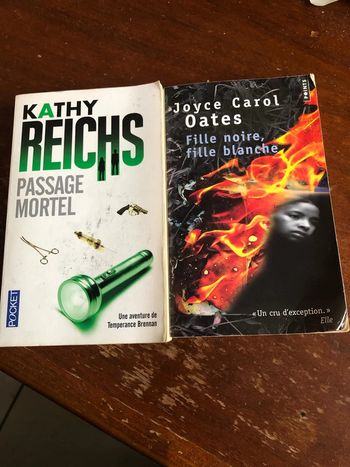 KATHY
REICHS
PASSAGE
MORTEL
Une aventure de
Temperance Brennan
POCKET
POINTS
Joyce Carol
Oates
Fille noire,
fille blanche
« Un cru d'exception. »
Elle